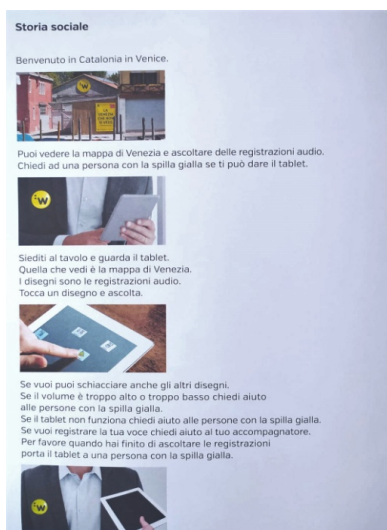 Storia sociale
Benvenuto in Catalonia in Venice.
Puoi vedere la mappa di Venezia e ascoltare delle registrazioni audio.
Chiedi ad una persona con la spilla gialla se ti può dare il tablet.
Siediti al tavolo e guarda il tablet.
Quella che vedi è la mappa di Venezia.
I disegni sono le registrazioni audio.
Tocca un disegno e ascolta.
Se vuoi puoi schiacciare anche gli altri disegni.
Se il volume è troppo alto o troppo basso chiedi aiuto
alle persone con la spilla gialla.
Se il tablet non funziona chiedi aiuto alle persone con la spilla gialla.
Se vuoi registrare la tua voce chiedi aiuto al tuo accompagnatore.
Per favore quando hai finito di ascoltare le registrazioni
porta il tablet a una persona con la spilla gialla.